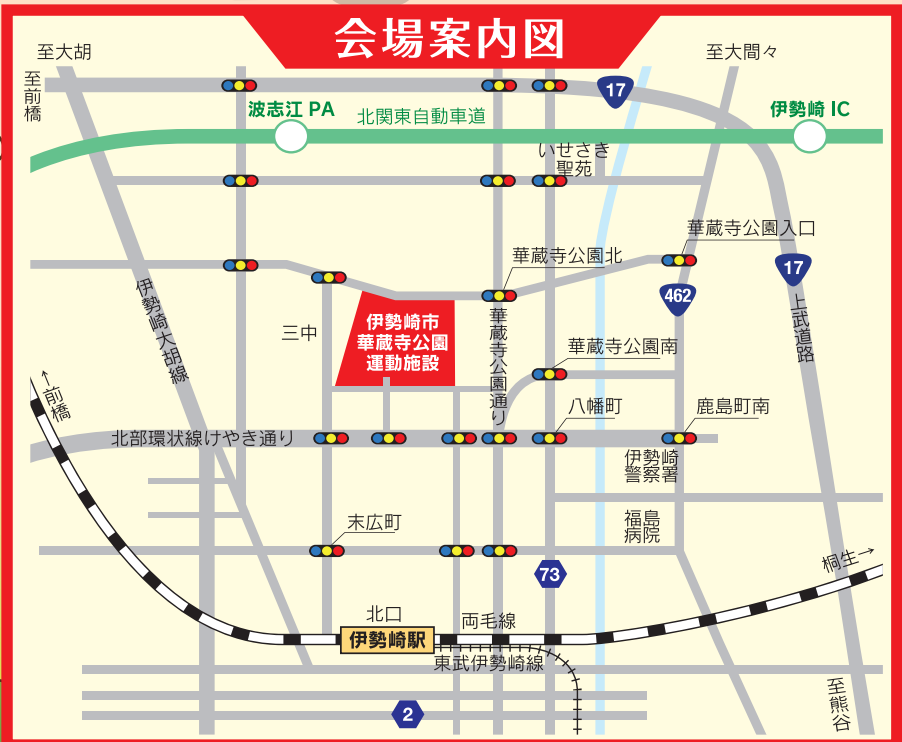 会場案内図
至大胡
至大間々
至前橋
17
波志江 PA
北関東自動車道
伊勢崎 IC
いせさき
聖苑
華蔵寺公園入口
華蔵寺公園北
17
462
伊勢崎大胡線
上武道路
三中
伊勢崎市
華蔵寺公園
運動施設
華蔵寺公園通り
華蔵寺公園南
←前橋
八幡町
鹿島町南
北部環状線けやき通り
伊勢崎
警察署
末広町
福島
病院
73
桐生→
北口
伊勢崎駅
両毛線
東武伊勢崎線
2
至熊谷